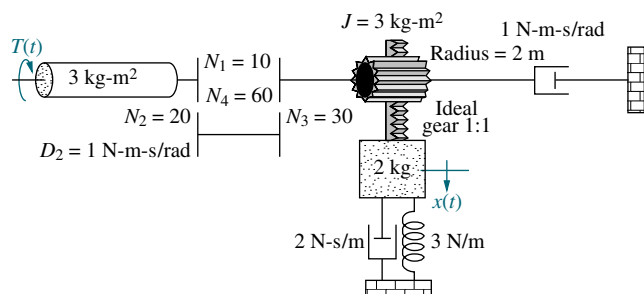 J = 3 kg-m²
1 N-m-s/rad
T(t)
Radius = 2 m
3 kg-m²
N₁ = 10
N₄ = 60
N₂ = 20
N₃ = 30
Ideal
gear 1:1
D₂ = 1 N-m-s/rad
2 kg
x(t)
2 N-s/m
3 N/m